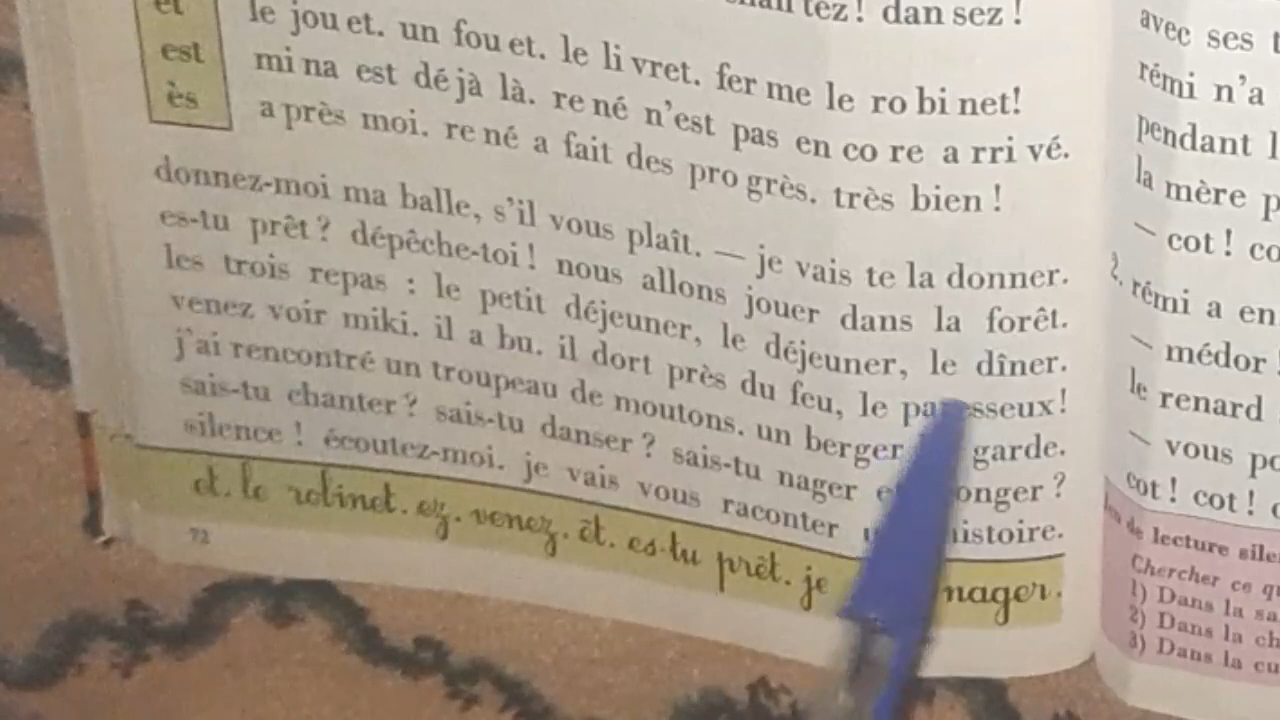 et
est
ès
tez! dan sez!
le jou et. un fou et. le li vret. fer me le ro bi net!
mi na est dé jà là. re né n'est pas en co re a rri vé.
a près moi. re né a fait des pro grès. très bien!
donnez-moi ma balle, s'il vous plaît. — je vais te la donner.
es-tu prêt? dépêche-toi! nous allons jouer dans la forêt.
les trois repas : le petit déjeuner, le déjeuner, le dîner.
venez voir miki. il a bu. il dort près du feu, le paresseux!
j'ai rencontré un troupeau de moutons. un berger garde.
sais-tu chanter? sais-tu danser? sais-tu nager onger?
silence! écoutez-moi. je vais vous raconter histoire.
et. le robinet. ez. venez. êt. es-tu prêt. je nager.
72
avec ses
rémi n'a
pendant
la mère
— cot!
2. rémi a en
— médor!
le renard
— vous
cot! cot!
de lecture
Chercher ce
1) Dans la
2) Dans la
3) Dans la